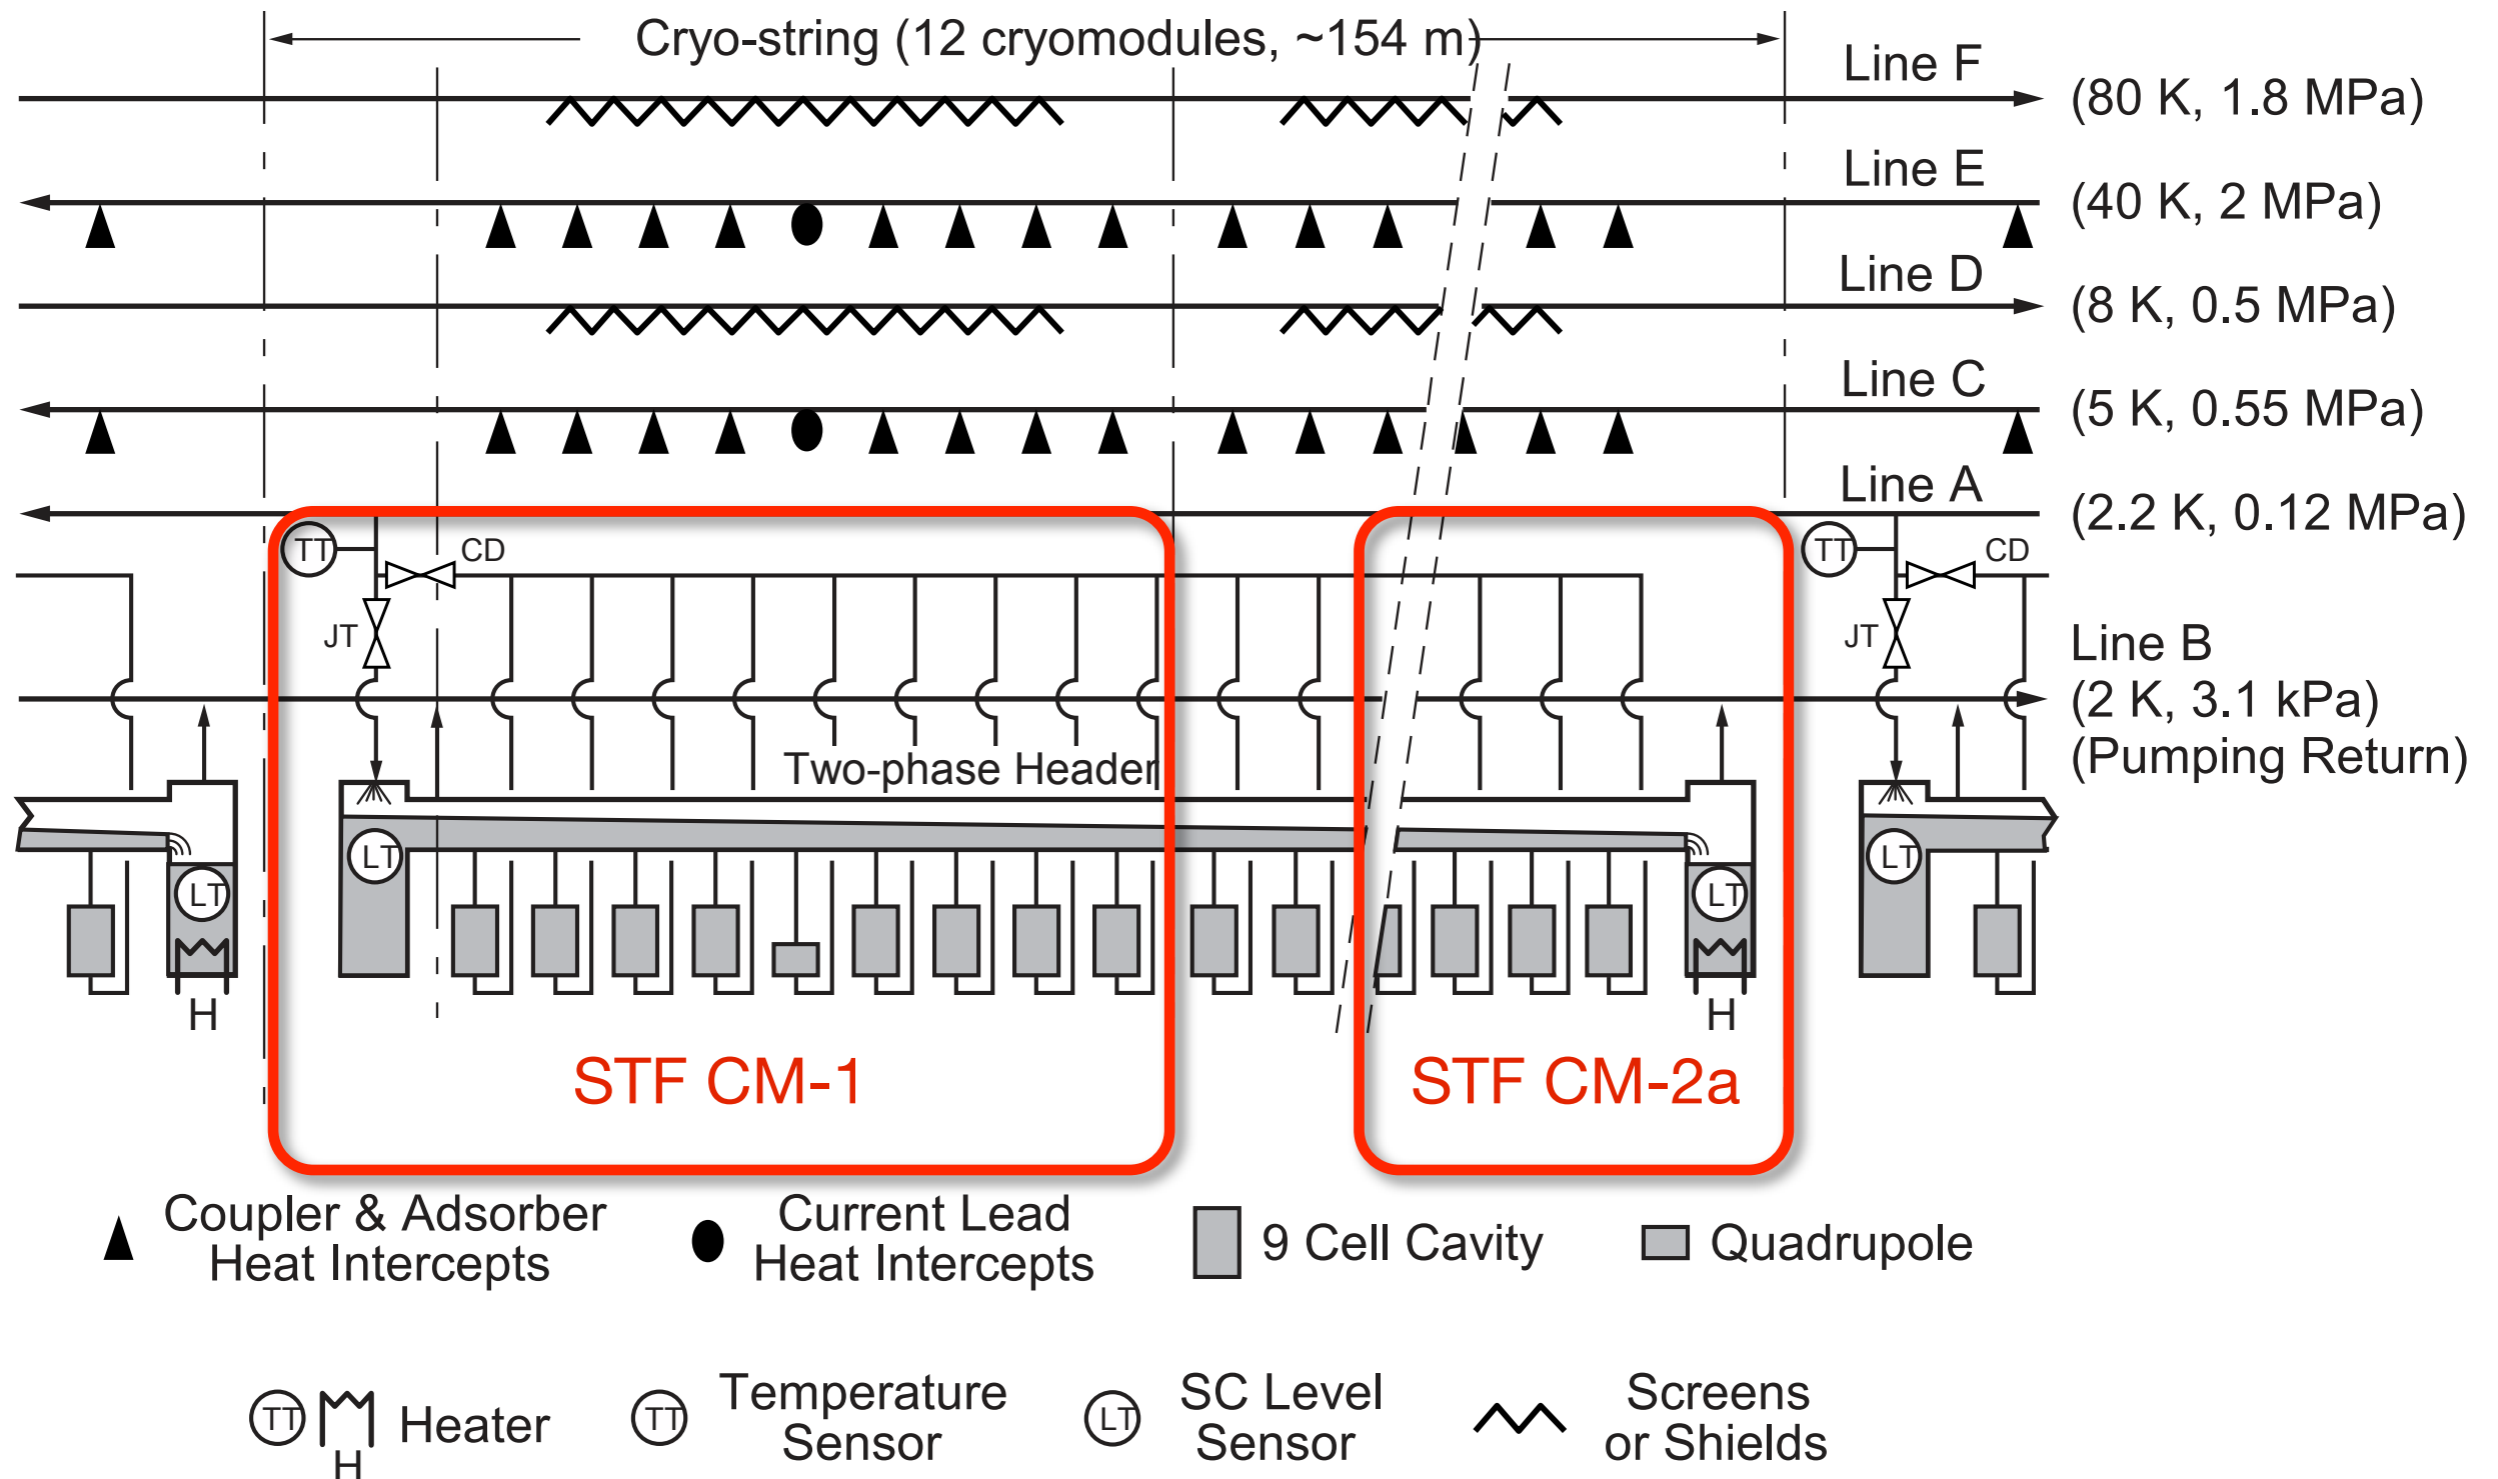 Cryo-string (12 cryomodules, ~154 m)
Line F
(80 K, 1.8 MPa)
Line E
(40 K, 2 MPa)
Line D
(8 K, 0.5 MPa)
Line C
(5 K, 0.55 MPa)
Line A
(2.2 K, 0.12 MPa)
TT
CD
TT
CD
JT
JT
Line B
(2 K, 3.1 kPa)
(Pumping Return)
Two-phase Header
LT
LT
LT
LT
H
H
STF CM-1
STF CM-2a
Coupler & Adsorber
Heat Intercepts
Current Lead
Heat Intercepts
9 Cell Cavity
Quadrupole
TT
H
Heater
TT
Temperature
Sensor
LT
SC Level
Sensor
Screens
or Shields